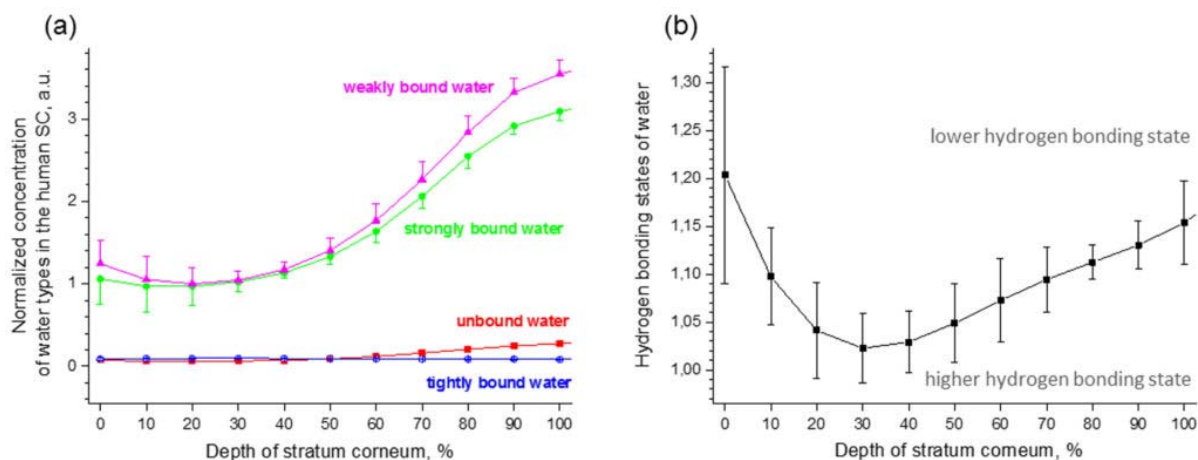 (a)
Normalized concentration
of water types in the human SC, a.u.
3
2
1
0
weakly bound water
strongly bound water
unbound water
tightly bound water
0 10 20 30 40 50 60 70 80 90 100
Depth of stratum corneum, %
(b)
Hydrogen bonding states of water
1,30
1,25
1,20
1,15
1,10
1,05
1,00
lower hydrogen bonding state
higher hydrogen bonding state
0 10 20 30 40 50 60 70 80 90 100
Depth of stratum corneum, %